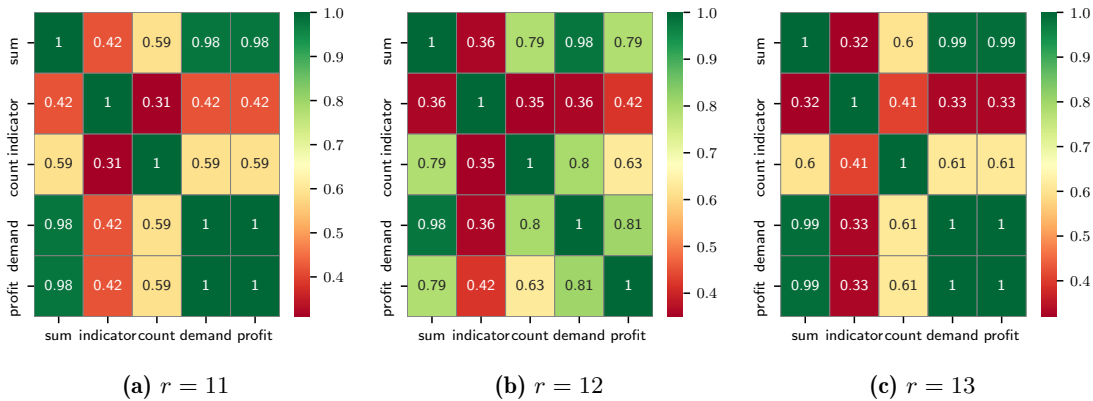 sum 1 0.42 0.59 0.98 0.98 1.0
0.9
indicator 0.42 1 0.31 0.42 0.42 0.8
0.7
count 0.59 0.31 1 0.59 0.59
0.6
demand 0.98 0.42 0.59 1 1 0.5
0.4
profit 0.98 0.42 0.59 1 1
sum indicator count demand profit
(a) r = 11
sum 1 0.36 0.79 0.98 0.79 1.0
0.9
indicator 0.36 1 0.35 0.36 0.42 0.8
0.7
count 0.79 0.35 1 0.8 0.63
0.6
demand 0.98 0.36 0.8 1 0.81 0.5
0.4
profit 0.79 0.42 0.63 0.81 1
sum indicator count demand profit
(b) r = 12
sum 1 0.32 0.6 0.99 0.99 1.0
0.9
indicator 0.32 1 0.41 0.33 0.33 0.8
0.7
count 0.6 0.41 1 0.61 0.61
0.6
demand 0.99 0.33 0.61 1 1 0.5
0.4
profit 0.99 0.33 0.61 1 1
sum indicator count demand profit
(c) r = 13